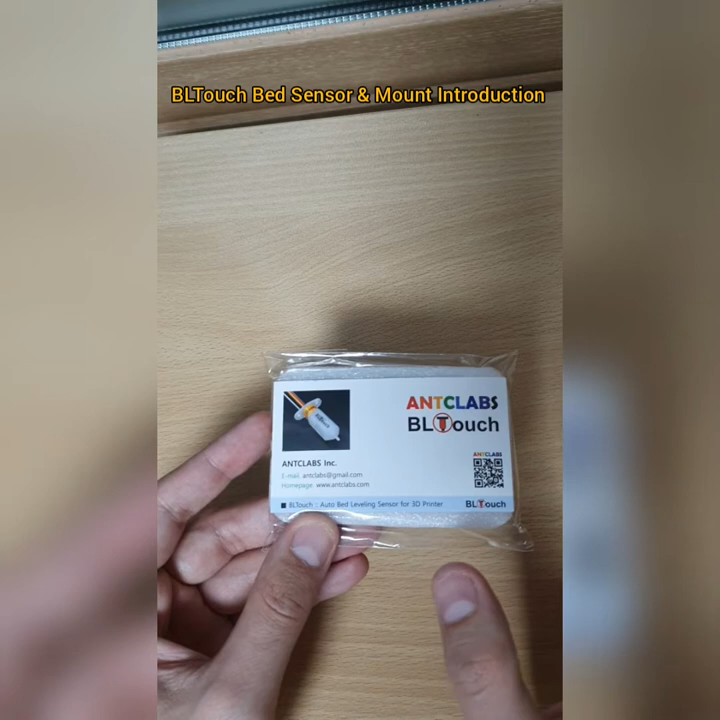 BLTouch Bed Sensor & Mount Introduction
ANTCLABS
BLTouch
ANTCLABS Inc.
E-mail. antclabs@gmail.com
Homepage. www.antclabs.com
ANTCLABS
■ BLTouch : Auto Bed Leveling Sensor for 3D Printer
BLTouch